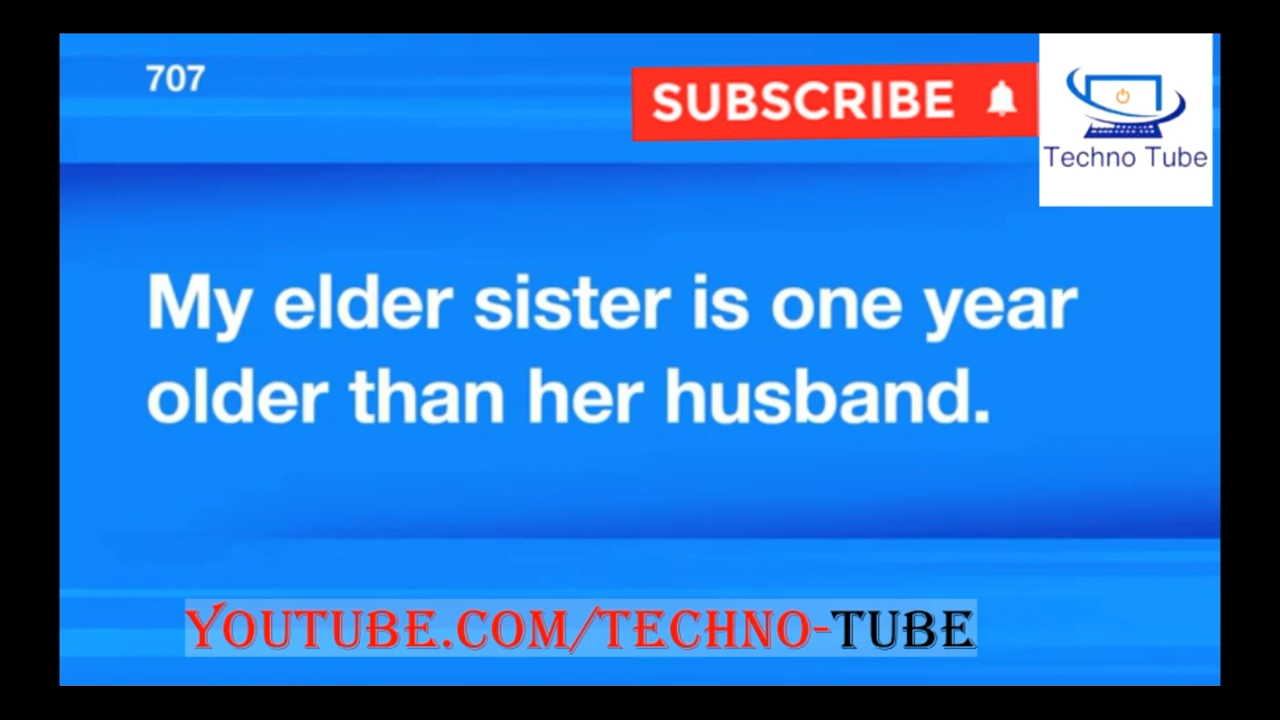 707
SUBSCRIBE
Techno Tube
My elder sister is one year
older than her husband.
YOUTUBE.COM/TECHNO-TUBE